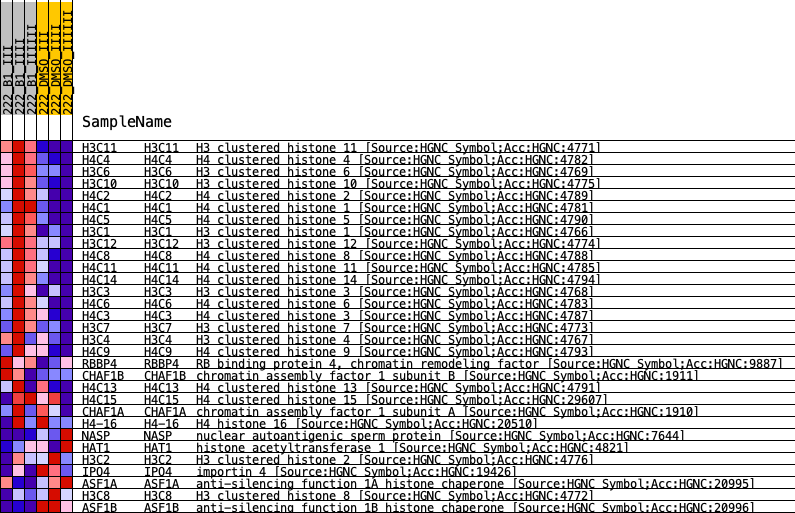 222_B1_III
222_B1_IIII
222_B1_IIIIII
222_DMSO_III
222_DMSO_IIII
222_DMSO_IIIIII
SampleName
H3C11 H3C11 H3 clustered histone 11 [Source:HGNC Symbol;Acc:HGNC:4771]
H4C4 H4C4 H4 clustered histone 4 [Source:HGNC Symbol;Acc:HGNC:4782]
H3C6 H3C6 H3 clustered histone 6 [Source:HGNC Symbol;Acc:HGNC:4769]
H3C10 H3C10 H3 clustered histone 10 [Source:HGNC Symbol;Acc:HGNC:4775]
H4C2 H4C2 H4 clustered histone 2 [Source:HGNC Symbol;Acc:HGNC:4789]
H4C1 H4C1 H4 clustered histone 1 [Source:HGNC Symbol;Acc:HGNC:4781]
H4C5 H4C5 H4 clustered histone 5 [Source:HGNC Symbol;Acc:HGNC:4790]
H3C1 H3C1 H3 clustered histone 1 [Source:HGNC Symbol;Acc:HGNC:4766]
H3C12 H3C12 H3 clustered histone 12 [Source:HGNC Symbol;Acc:HGNC:4774]
H4C8 H4C8 H4 clustered histone 8 [Source:HGNC Symbol;Acc:HGNC:4788]
H4C11 H4C11 H4 clustered histone 11 [Source:HGNC Symbol;Acc:HGNC:4785]
H4C14 H4C14 H4 clustered histone 14 [Source:HGNC Symbol;Acc:HGNC:4794]
H3C3 H3C3 H3 clustered histone 3 [Source:HGNC Symbol;Acc:HGNC:4768]
H4C6 H4C6 H4 clustered histone 6 [Source:HGNC Symbol;Acc:HGNC:4783]
H4C3 H4C3 H4 clustered histone 3 [Source:HGNC Symbol;Acc:HGNC:4787]
H3C7 H3C7 H3 clustered histone 7 [Source:HGNC Symbol;Acc:HGNC:4773]
H3C4 H3C4 H3 clustered histone 4 [Source:HGNC Symbol;Acc:HGNC:4767]
H4C9 H4C9 H4 clustered histone 9 [Source:HGNC Symbol;Acc:HGNC:4793]
RBBP4 RBBP4 RB binding protein 4, chromatin remodeling factor [Source:HGNC Symbol;Acc:HGNC:9887]
CHAF1B CHAF1B chromatin assembly factor 1 subunit B [Source:HGNC Symbol;Acc:HGNC:1911]
H4C13 H4C13 H4 clustered histone 13 [Source:HGNC Symbol;Acc:HGNC:4791]
H4C15 H4C15 H4 clustered histone 15 [Source:HGNC Symbol;Acc:HGNC:29607]
CHAF1A CHAF1A chromatin assembly factor 1 subunit A [Source:HGNC Symbol;Acc:HGNC:1910]
H4-16 H4-16 H4 histone 16 [Source:HGNC Symbol;Acc:HGNC:20510]
NASP NASP nuclear autoantigenic sperm protein [Source:HGNC Symbol;Acc:HGNC:7644]
HAT1 HAT1 histone acetyltransferase 1 [Source:HGNC Symbol;Acc:HGNC:4821]
H3C2 H3C2 H3 clustered histone 2 [Source:HGNC Symbol;Acc:HGNC:4776]
IPO4 IPO4 importin 4 [Source:HGNC Symbol;Acc:HGNC:19426]
ASF1A ASF1A anti-silencing function 1A histone chaperone [Source:HGNC Symbol;Acc:HGNC:20995]
H3C8 H3C8 H3 clustered histone 8 [Source:HGNC Symbol;Acc:HGNC:4772]
ASF1B ASF1B anti-silencing function 1B histone chaperone [Source:HGNC Symbol;Acc:HGNC:20996]